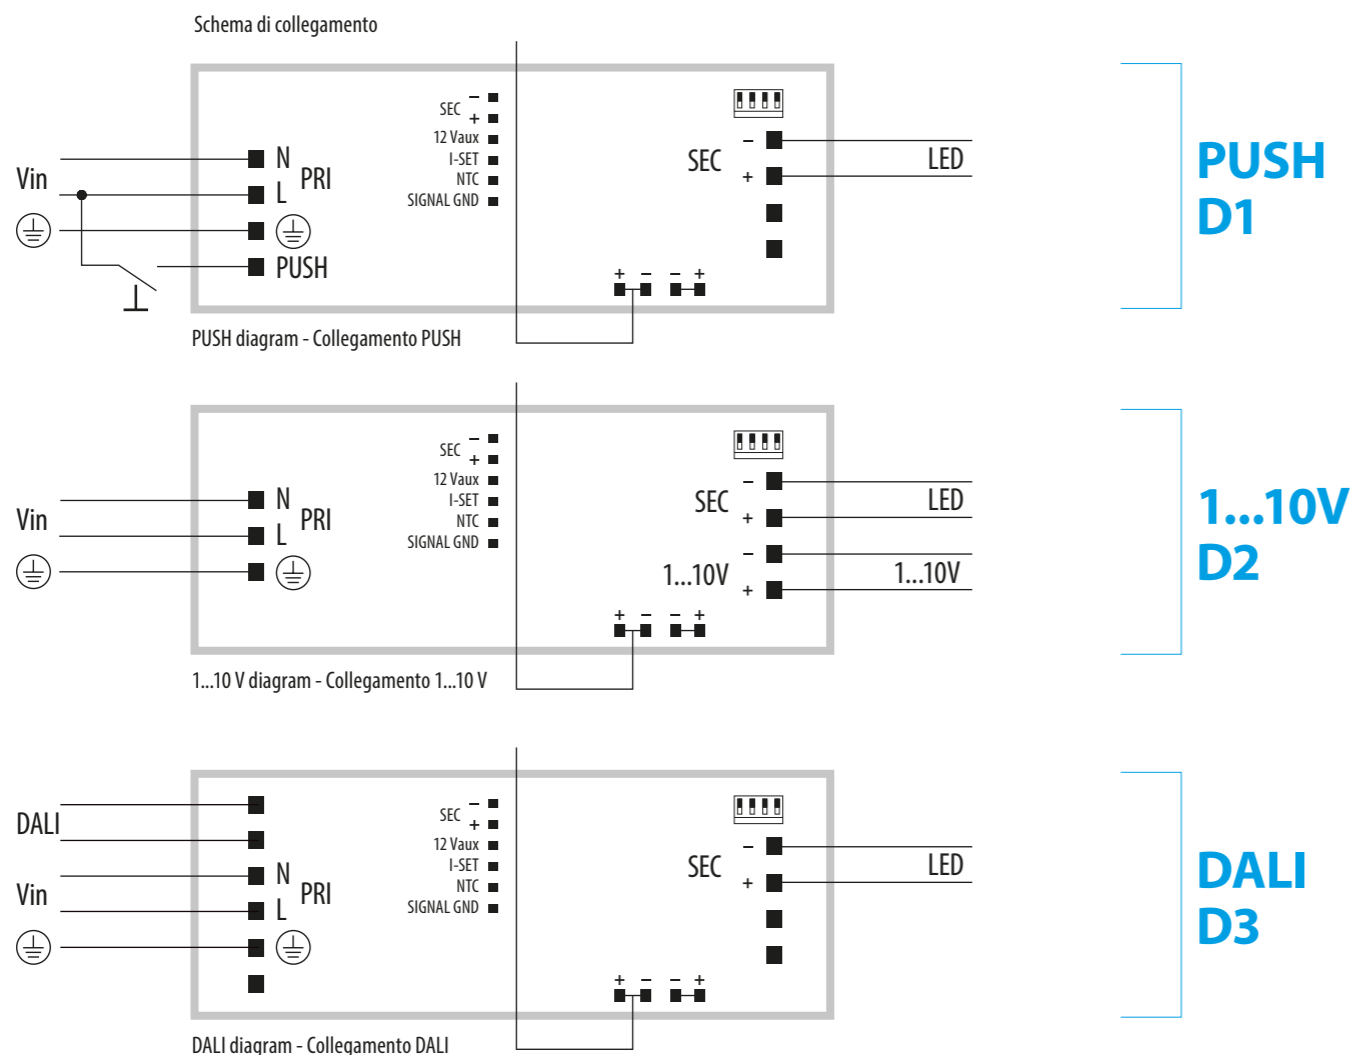 Schema di collegamento
SEC
−
+
12 Vaux
I-SET
NTC
SIGNAL GND
Vin
N
L
PRI
PUSH
SEC
−
+
LED
+ − − +
PUSH diagram - Collegamento PUSH
PUSH
D1
SEC
−
+
12 Vaux
I-SET
NTC
SIGNAL GND
Vin
N
L
PRI
SEC
−
+
LED
1...10V
−
+
1...10V
+ − − +
1...10 V diagram - Collegamento 1...10 V
1...10V
D2
DALI
SEC
−
+
12 Vaux
I-SET
NTC
SIGNAL GND
Vin
N
L
PRI
SEC
−
+
LED
+ − − +
DALI diagram - Collegamento DALI
DALI
D3